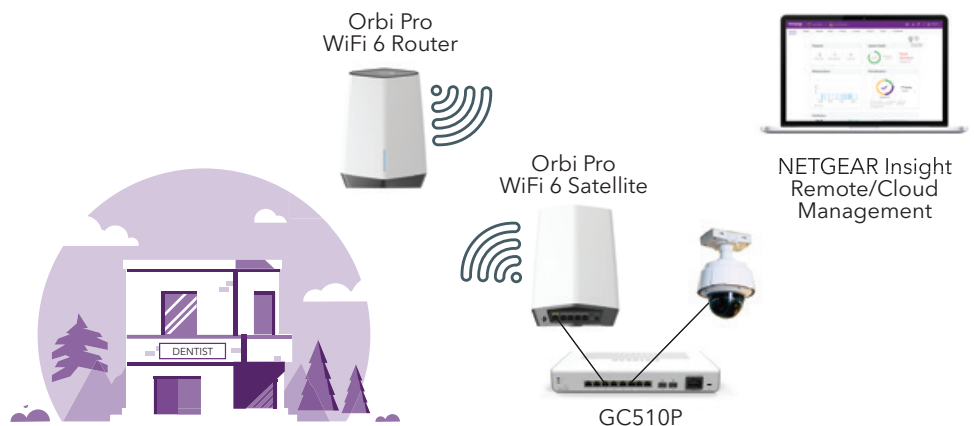 Orbi Pro
WiFi 6 Router
Orbi Pro
WiFi 6 Satellite
NETGEAR Insight
Remote/Cloud
Management
DENTIST
GC510P